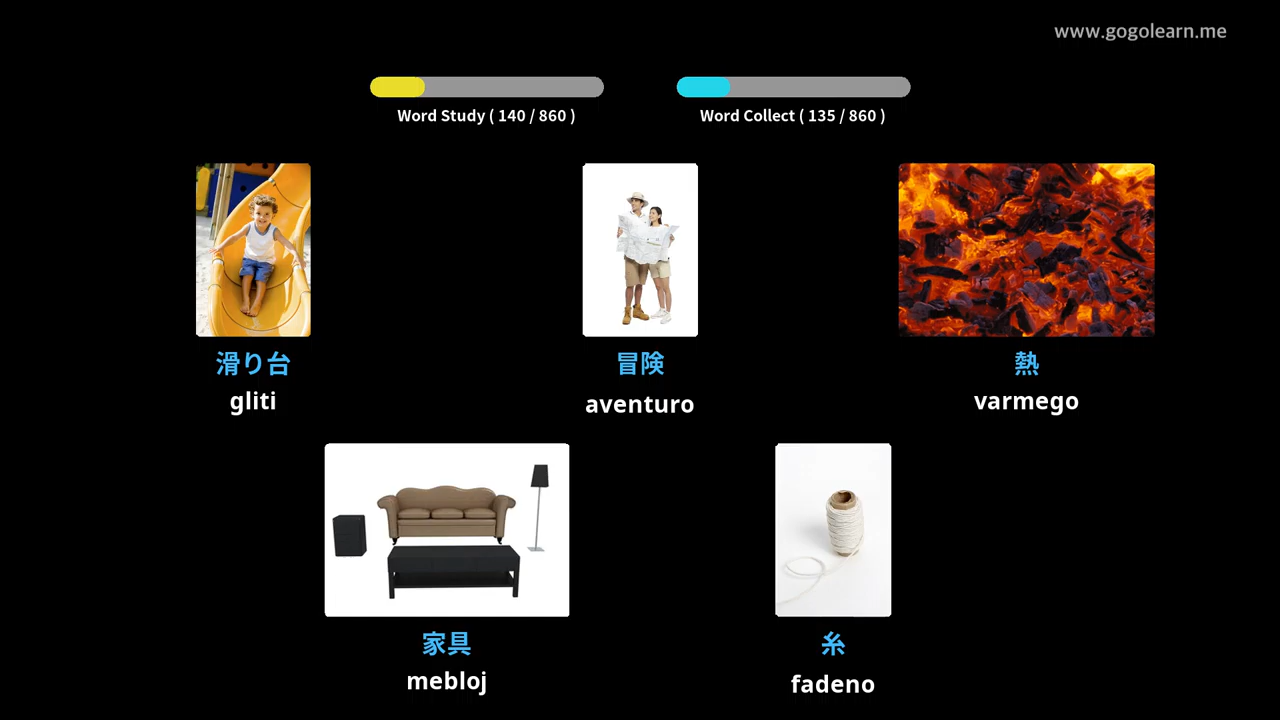 www.gogolearn.me
Word Study ( 140 / 860 )
Word Collect ( 135 / 860 )
滑り台
gliti
冒険
aventuro
熱
varmego
家具
mebloj
糸
fadeno